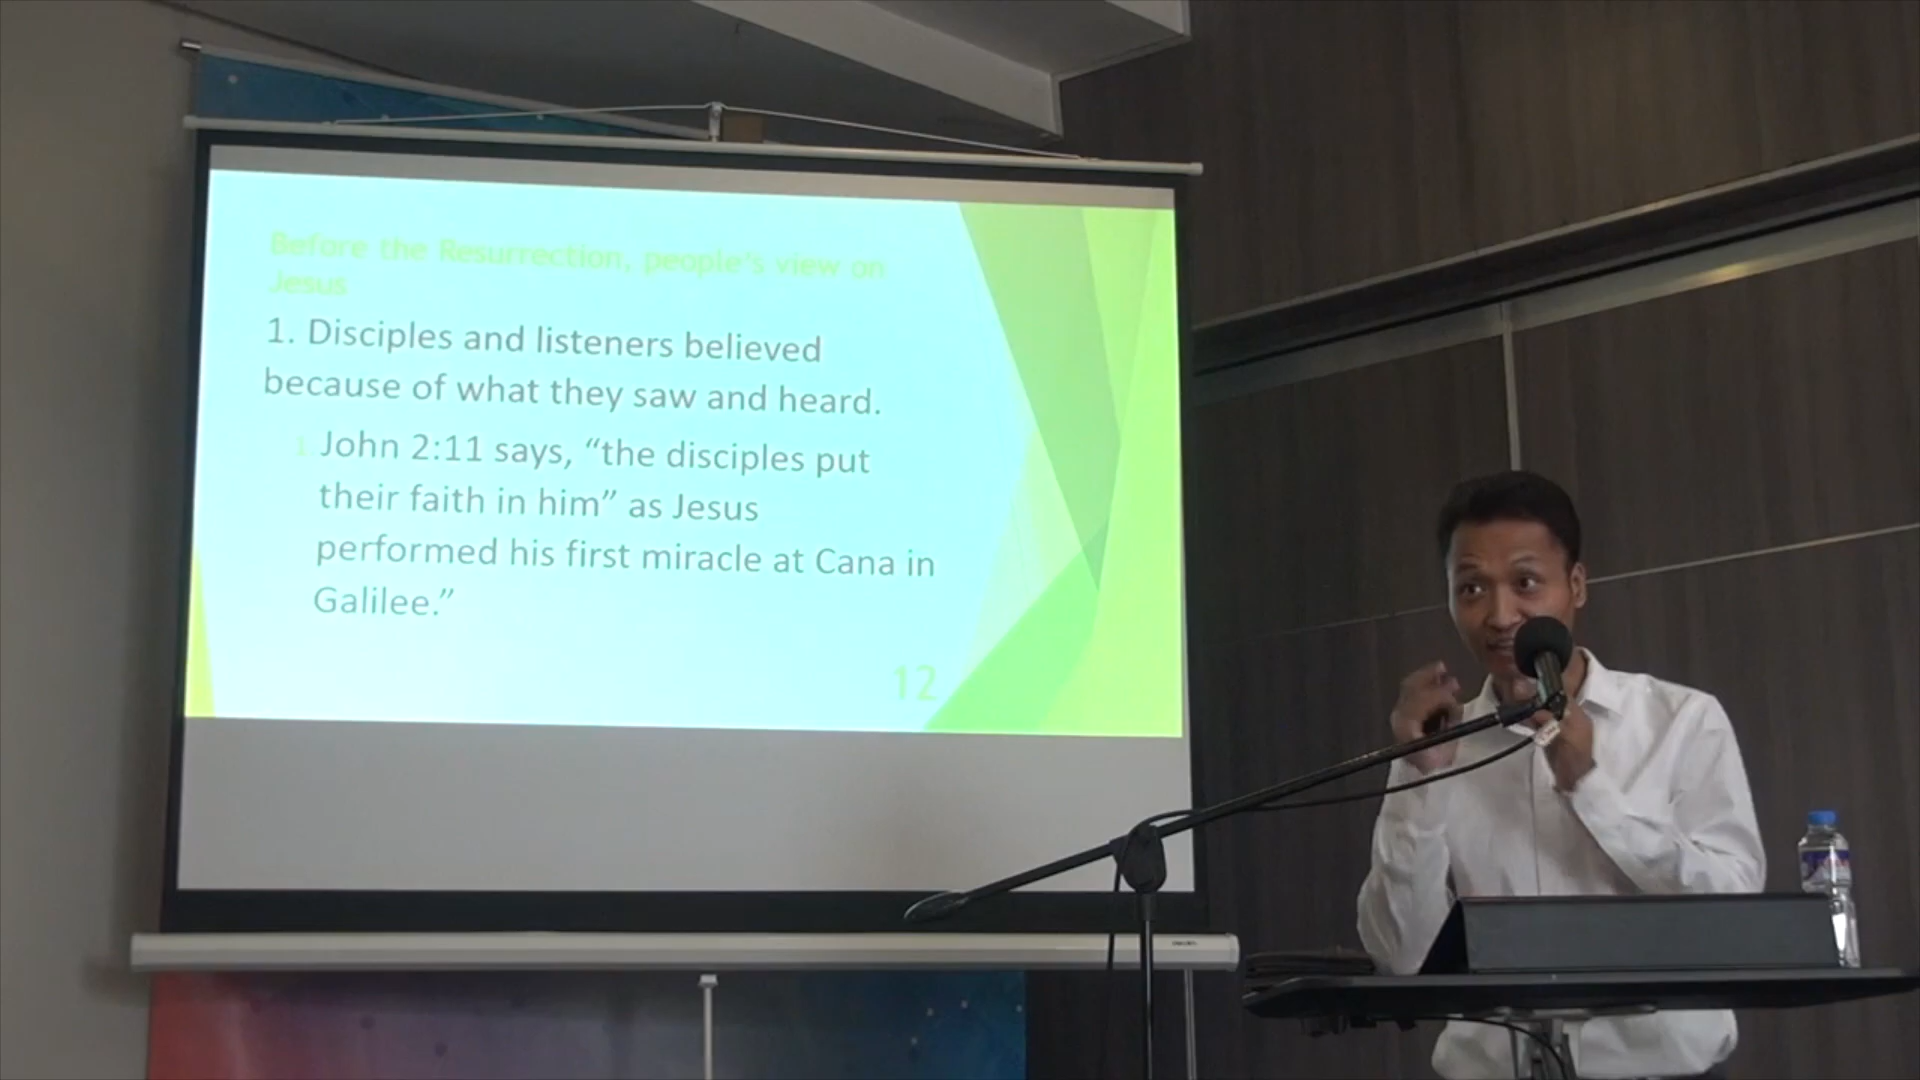 Before the Resurrection, people's view on
Jesus
1. Disciples and listeners believed
because of what they saw and heard.
1. John 2:11 says, “the disciples put
their faith in him” as Jesus
performed his first miracle at Cana in
Galilee.”
12